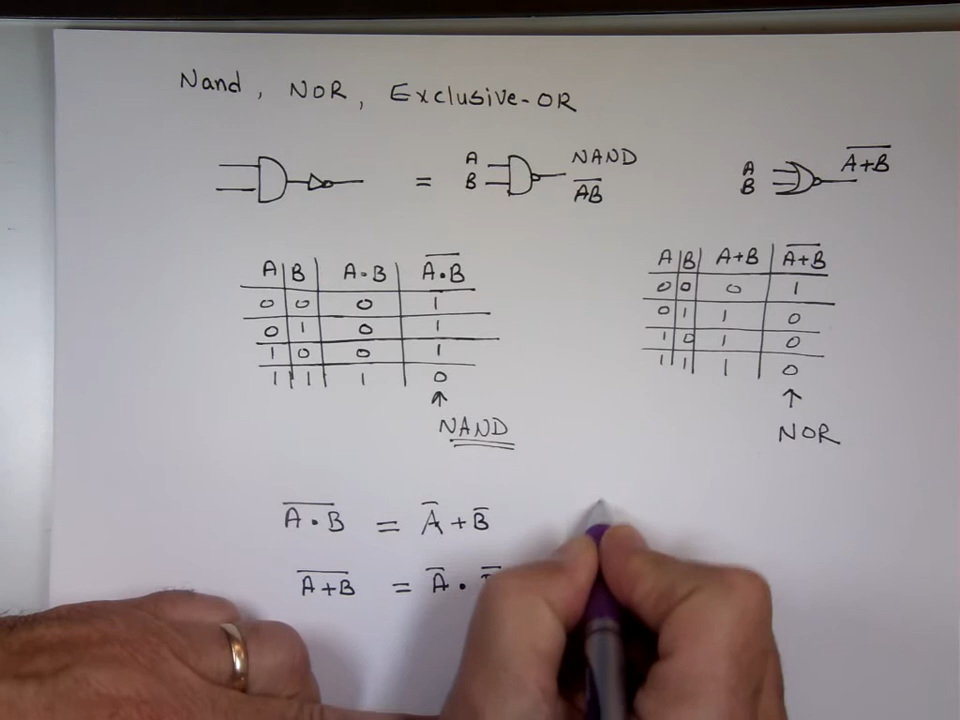 Nand, NOR, Exclusive-OR
A
B
NAND
A̅B̅
A
B
A̅+̅B̅
A B A·B A̅·̅B̅
0 0 0 1
0 1 0 1
1 0 0 1
1 1 1 0
↑
NAND
A B A+B A̅+̅B̅
0 0 0 1
0 1 1 0
1 0 1 0
1 1 1 0
↑
NOR
=
A̅·̅B̅ = A̅ + B̅
A̅+̅B̅ = A̅ ·